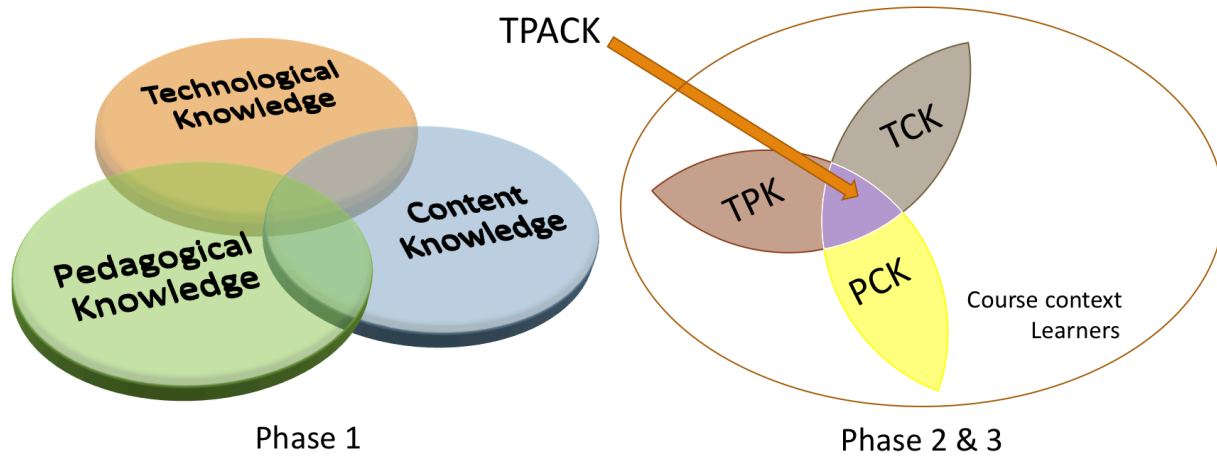 Technological
Knowledge
Content
Knowledge
Pedagogical
Knowledge
Phase 1
TPACK
TCK
TPK
PCK
Course context
Learners
Phase 2 & 3